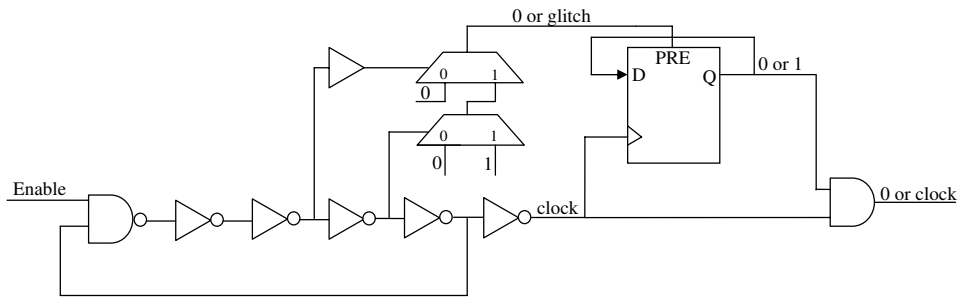 0 or glitch
PRE
0 or 1
D
Q
0
1
0
0
1
0
1
Enable
clock
0 or clock